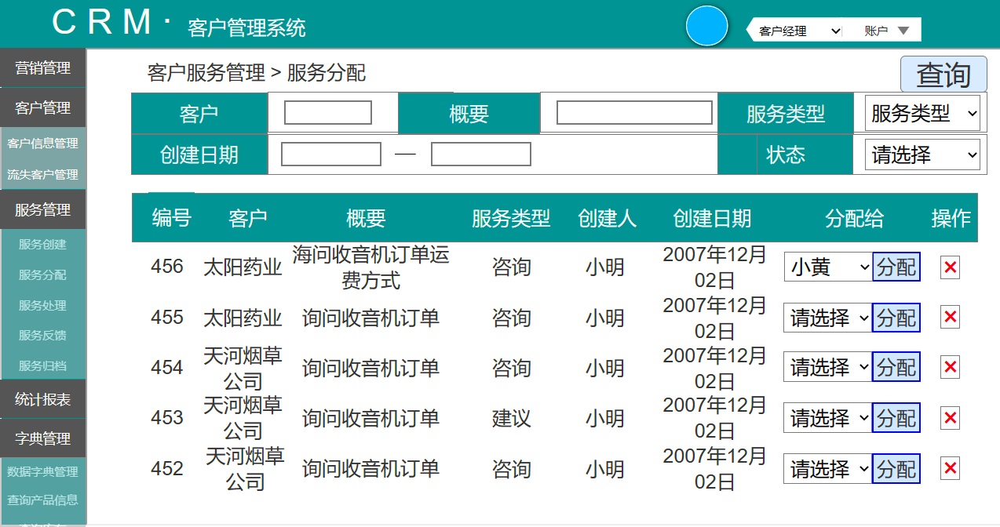 CRM· 客户管理系统
客户经理 账户
营销管理
客户管理
客户信息管理
流失客户管理
服务管理
服务创建
服务分配
服务处理
服务反馈
服务归档
统计报表
字典管理
数据字典管理
查询产品信息
客户服务管理 > 服务分配
查询
客户 概要 服务类型 服务类型
创建日期 — 状态 请选择
编号 客户 概要 服务类型 创建人 创建日期 分配给 操作
456 太阳药业 海问收音机订单运费方式 咨询 小明 2007年12月02日 小黄 分配
455 太阳药业 询问收音机订单 咨询 小明 2007年12月02日 请选择 分配
454 天河烟草公司 询问收音机订单 咨询 小明 2007年12月02日 请选择 分配
453 天河烟草公司 询问收音机订单 建议 小明 2007年12月02日 请选择 分配
452 天河烟草公司 询问收音机订单 咨询 小明 2007年12月02日 请选择 分配